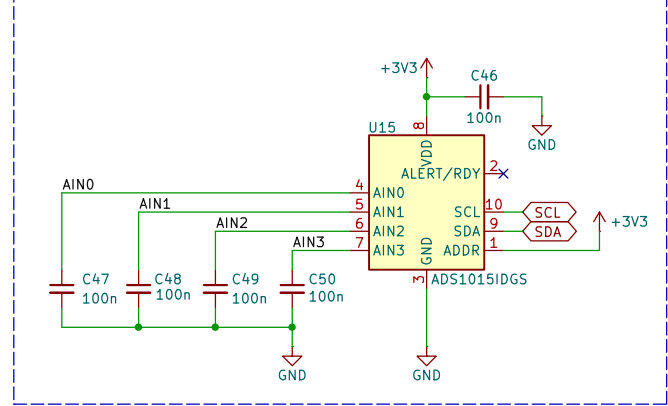 +3V3
C46
100n
GND
U15
8
VDD
ALERT/RDY
2
AIN0
4
AIN0
AIN1
5
AIN1
SCL
10
SCL
+3V3
AIN2
6
AIN2
SDA
9
SDA
AIN3
7
AIN3
GND
ADDR
1
3
ADS1015IDGS
C47
100n
C48
100n
C49
100n
C50
100n
GND
GND